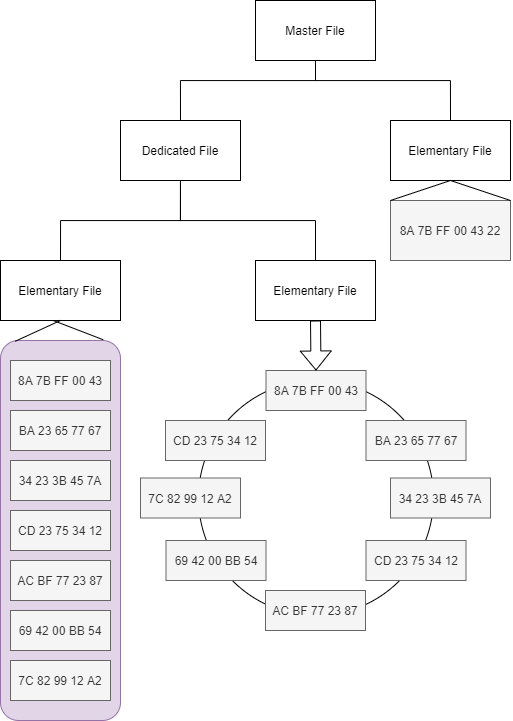 Master File
Dedicated File
Elementary File
8A 7B FF 00 43 22
Elementary File
Elementary File
8A 7B FF 00 43
BA 23 65 77 67
34 23 3B 45 7A
CD 23 75 34 12
AC BF 77 23 87
69 42 00 BB 54
7C 82 99 12 A2
8A 7B FF 00 43
BA 23 65 77 67
34 23 3B 45 7A
CD 23 75 34 12
AC BF 77 23 87
69 42 00 BB 54
7C 82 99 12 A2
CD 23 75 34 12